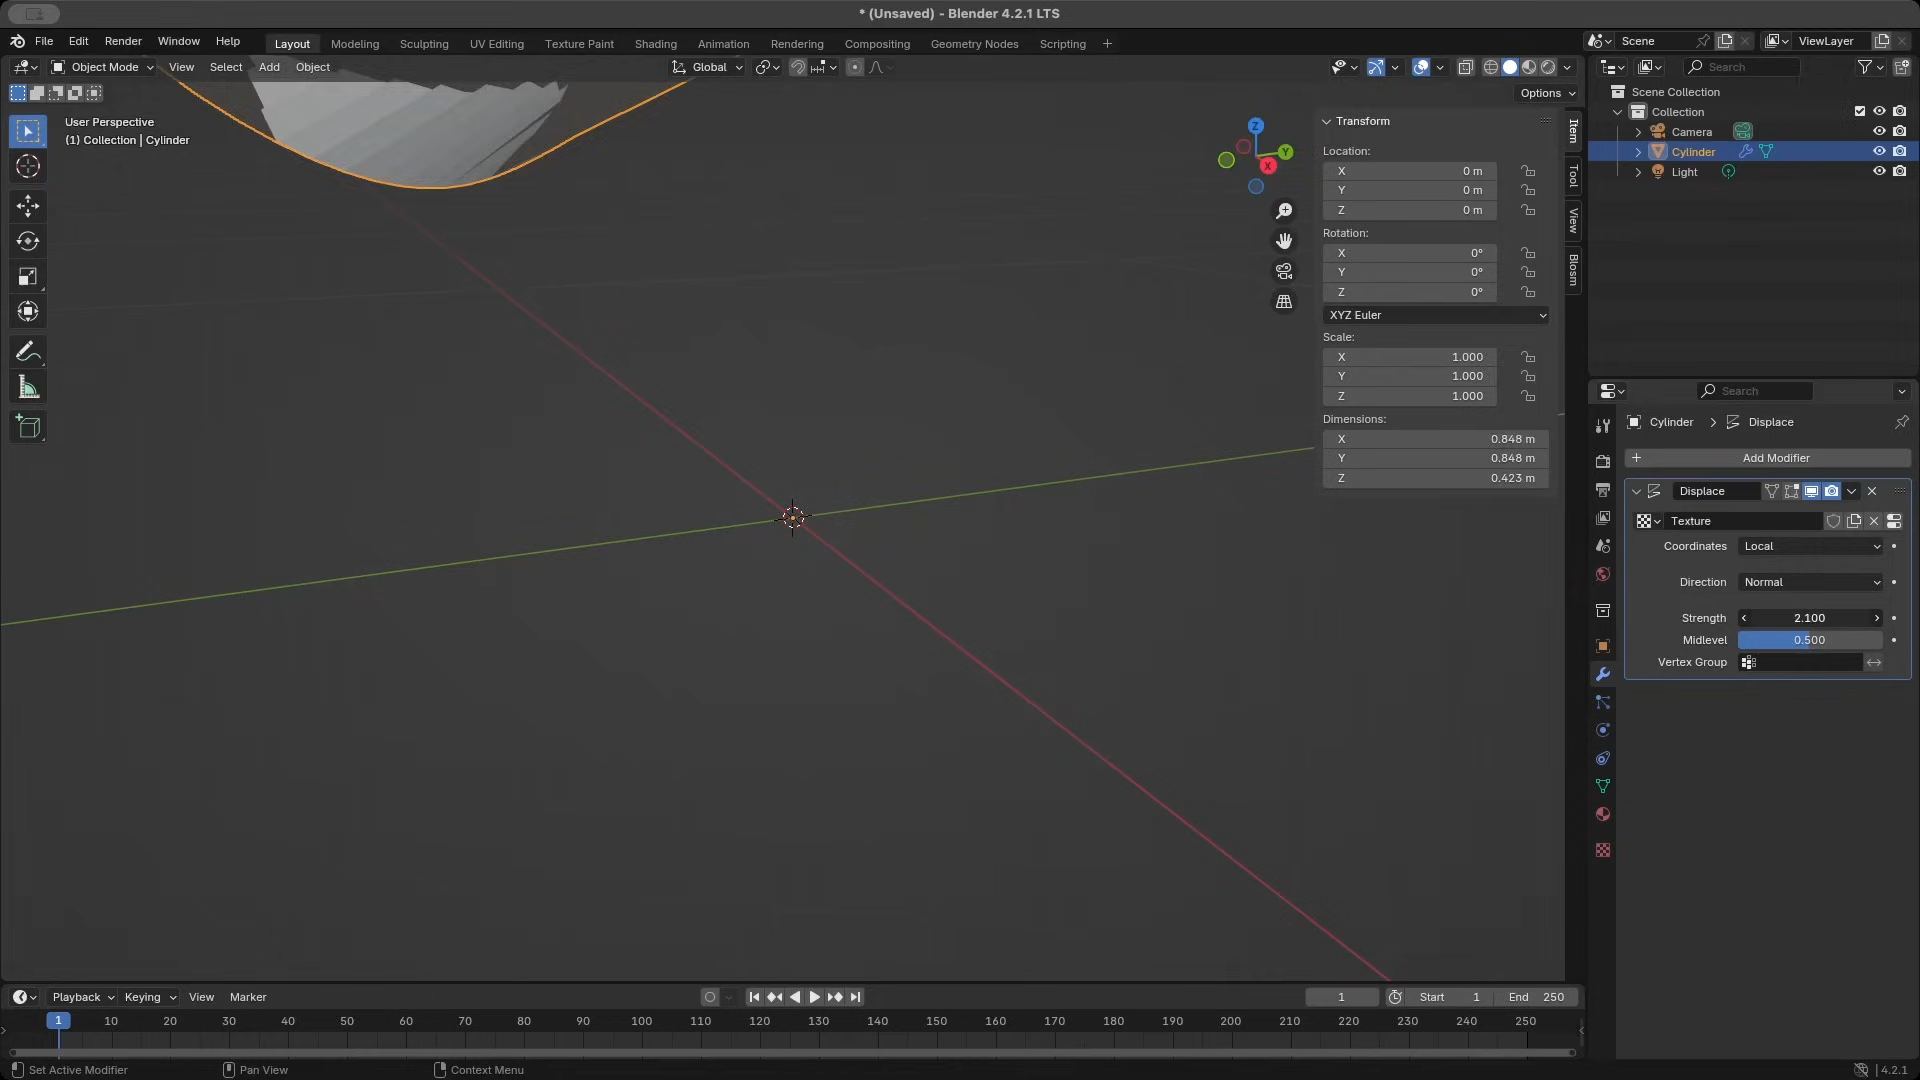 * (Unsaved) - Blender 4.2.1 LTS
File Edit Render Window Help Layout Modeling Sculpting UV Editing Texture Paint Shading Animation Rendering Compositing Geometry Nodes Scripting + Scene ViewLayer
Object Mode View Select Add Object Global Search
Options
User Perspective
(1) Collection | Cylinder
Z
Y
X
Transform
Location:
X 0 m
Y 0 m
Z 0 m
Rotation:
X 0°
Y 0°
Z 0°
XYZ Euler
Scale:
X 1.000
Y 1.000
Z 1.000
Dimensions:
X 0.848 m
Y 0.848 m
Z 0.423 m
Item
Tool
View
Blosm
Scene Collection
Collection
Camera
Cylinder
Light
Search
Cylinder > Displace
+ Add Modifier
Displace
Texture
Coordinates Local
Direction Normal
Strength 2.100
Midlevel 0.500
Vertex Group
Playback Keying View Marker 1 Start 1 End 250
1 10 20 30 40 50 60 70 80 90 100 110 120 130 140 150 160 170 180 190 200 210 220 230 240 250
Set Active Modifier Pan View Context Menu 4.2.1